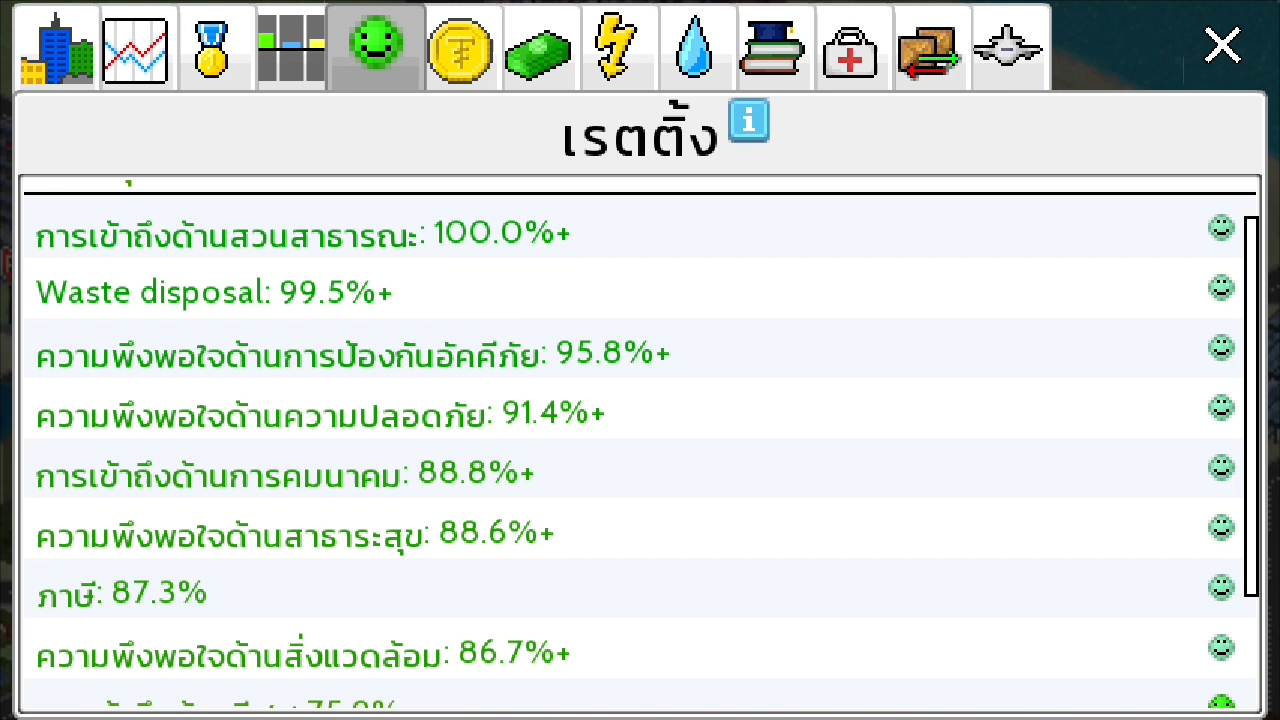 เรตติ้ง
การเข้าถึงด้านสวนสาธารณะ: 100.0%+
Waste disposal: 99.5%+
ความพึงพอใจด้านการป้องกันอัคคีภัย: 95.8%+
ความพึงพอใจด้านความปลอดภัย: 91.4%+
การเข้าถึงด้านการคมนาคม: 88.8%+
ความพึงพอใจด้านสาธาระสุข: 88.6%+
ภาษี: 87.3%
ความพึงพอใจด้านสิ่งแวดล้อม: 86.7%+